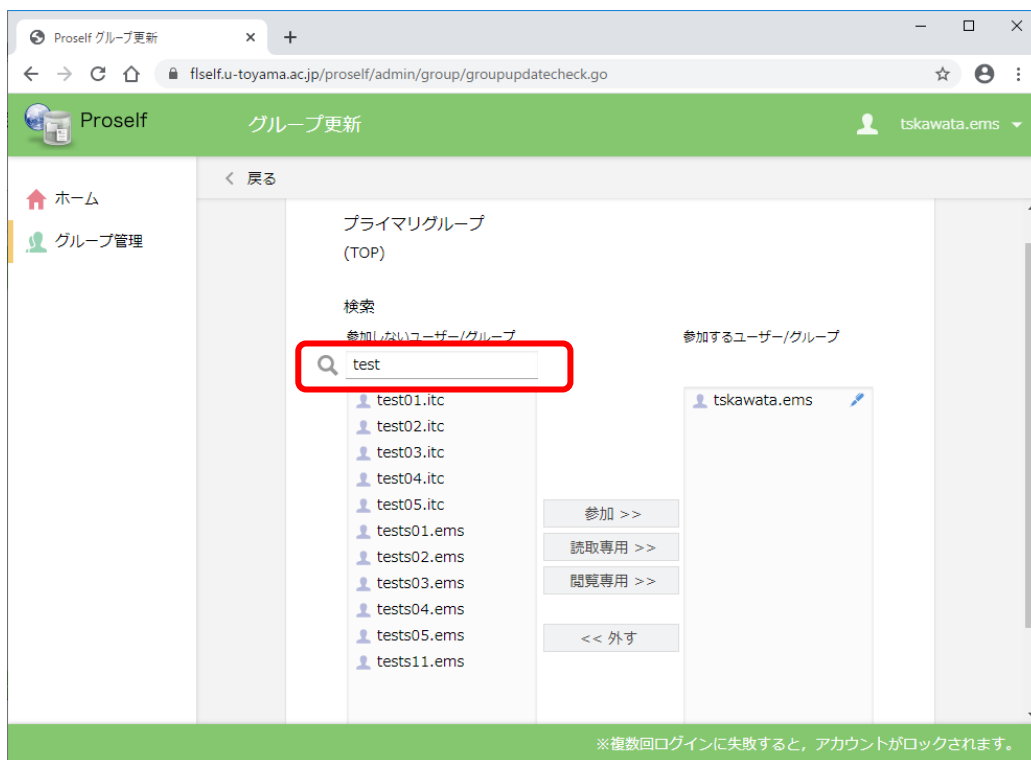 Proself グループ更新
flself.u-toyama.ac.jp/proself/admin/group/groupupdatecheck.go
Proself
グループ更新
tskawata.ems
ホーム
グループ管理
戻る
プライマリグループ
(TOP)
検索
参加しないユーザー/グループ
参加するユーザー/グループ
test
test01.itc
test02.itc
test03.itc
test04.itc
test05.itc
tests01.ems
tests02.ems
tests03.ems
tests04.ems
tests05.ems
tests11.ems
参加 >>
読取専用 >>
閲覧専用 >>
<< 外す
tskawata.ems
※複数回ログインに失敗すると，アカウントがロックされます。